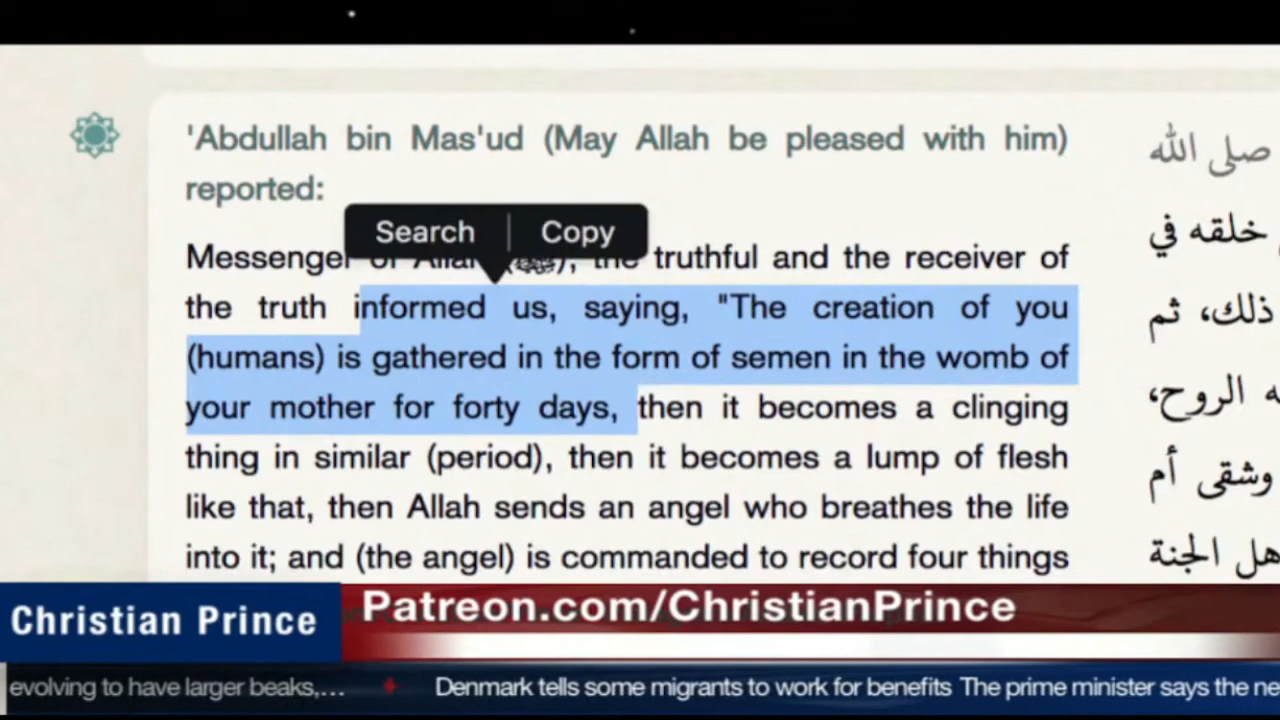 'Abdullah bin Mas'ud (May Allah be pleased with him)
reported:
Search Copy
Messenger of Allah (ﷺ), the truthful and the receiver of
the truth informed us, saying, "The creation of you
(humans) is gathered in the form of semen in the womb of
your mother for forty days, then it becomes a clinging
thing in similar (period), then it becomes a lump of flesh
like that, then Allah sends an angel who breathes the life
into it; and (the angel) is commanded to record four things
صلى الله
خلقه في
ذلك، ثم
الروح،
وشقى أم
الجنة
Christian Prince
Patreon.com/ChristianPrince
evolving to have larger beaks,... Denmark tells some migrants to work for benefits The prime minister says the ne